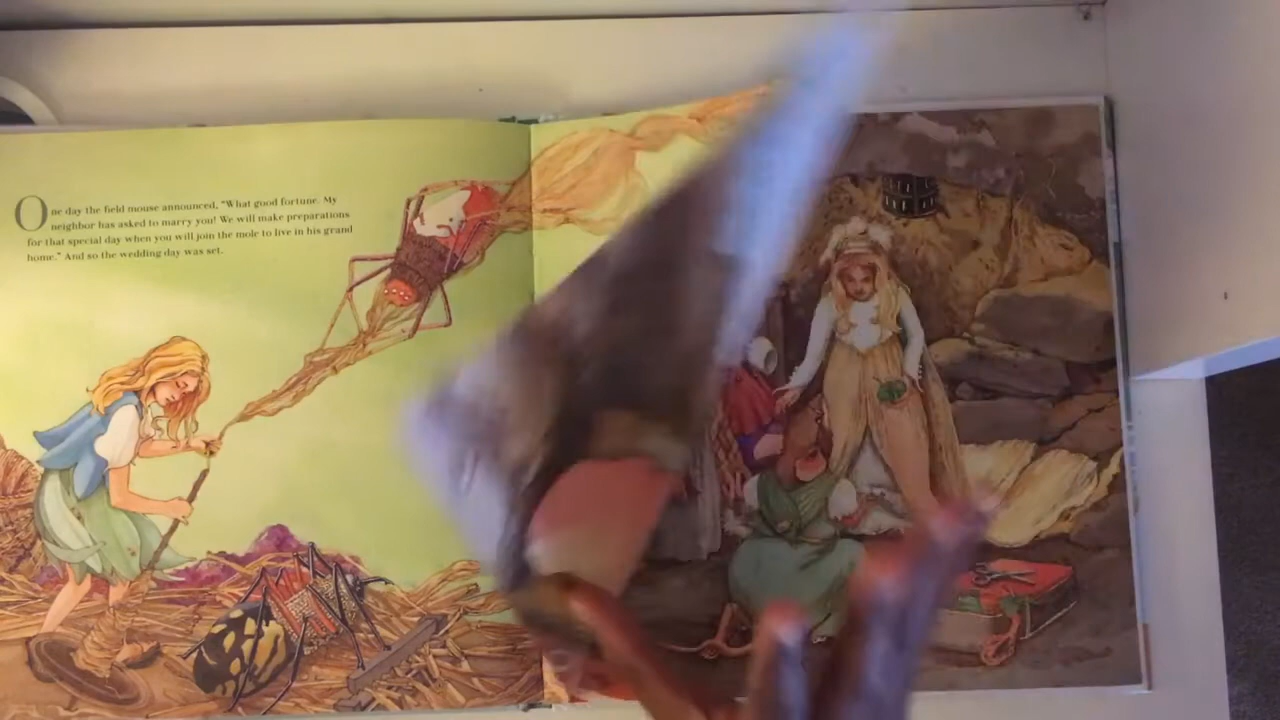 One day the field mouse announced, "What good fortune. My
neighbor has asked to marry you! We will make preparations
for that special day when you will join the mole to live in his grand
home." And so the wedding day was set.